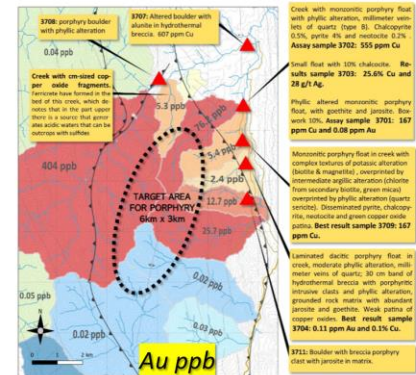 3708: porphyry boulder
with phyllic alteration
3707: Altered boulder with
alunite in hydrothermal
breccia. 607 ppm Cu
Creek with cm-sized cop-
per oxide fragments.
Ferricrete have formed in the
bed of this creek, which de-
notes that in the part upper
there is a source that gener-
ates acidic waters that can be
outcrops with sulfides
0.04 ppb
5.3 ppb
76.5 ppb
404 ppb
5.4 ppb
2.4 ppb
12.7 ppb
25.7 ppb
TARGET AREA
FOR PORPHYRY
6km x 3km
0.02 ppb
0.05 ppb
0.02 ppb
0.03 ppb
Au ppb
Creek with monzonitic porphyry float
with phyllic alteration, millimeter vein-
lets of quartz (type B). Chalcopyrite
0.5%, pyrite 4% and neotocite 0.2% .
Assay sample 3702: 555 ppm Cu
Small float with 10% chalcocite. Re-
sults sample 3703: 25.6% Cu and
28 g/t Ag.
Phyllic altered monzonitic porphyry
float, with goethite and jarosite. Box-
work 10%. Assay sample 3701: 167
ppm Cu and 0.08 ppm Au
Monzonitic porphyry float in creek with
complex textures of potassic alteration
(biotite & magnetite) , overprinted by
intermediate argillic alteration (chlorite
from secondary biotite, green micas)
overprinted by phyllic alteration (quartz
sericite). Disseminated pyrite, chalcopy-
rite, neotocite and green copper oxide
patina. Best result sample 3709: 167
ppm Cu.
Laminated dacitic porphyry float in
creek, moderate phyllic alteration, milli-
meter veins of quartz; 30 cm band of
hydrothermal breccia with porphyritic
intrusive clasts and phyllic alteration,
grounded rock matrix with abundant
jarosite and goethite. Weak patina of
copper oxides. Best result sample
3704: 0.11 ppm Au and 0.1% Cu.
3711: Boulder with breccia porphyry
clast with jarosite in matrix.